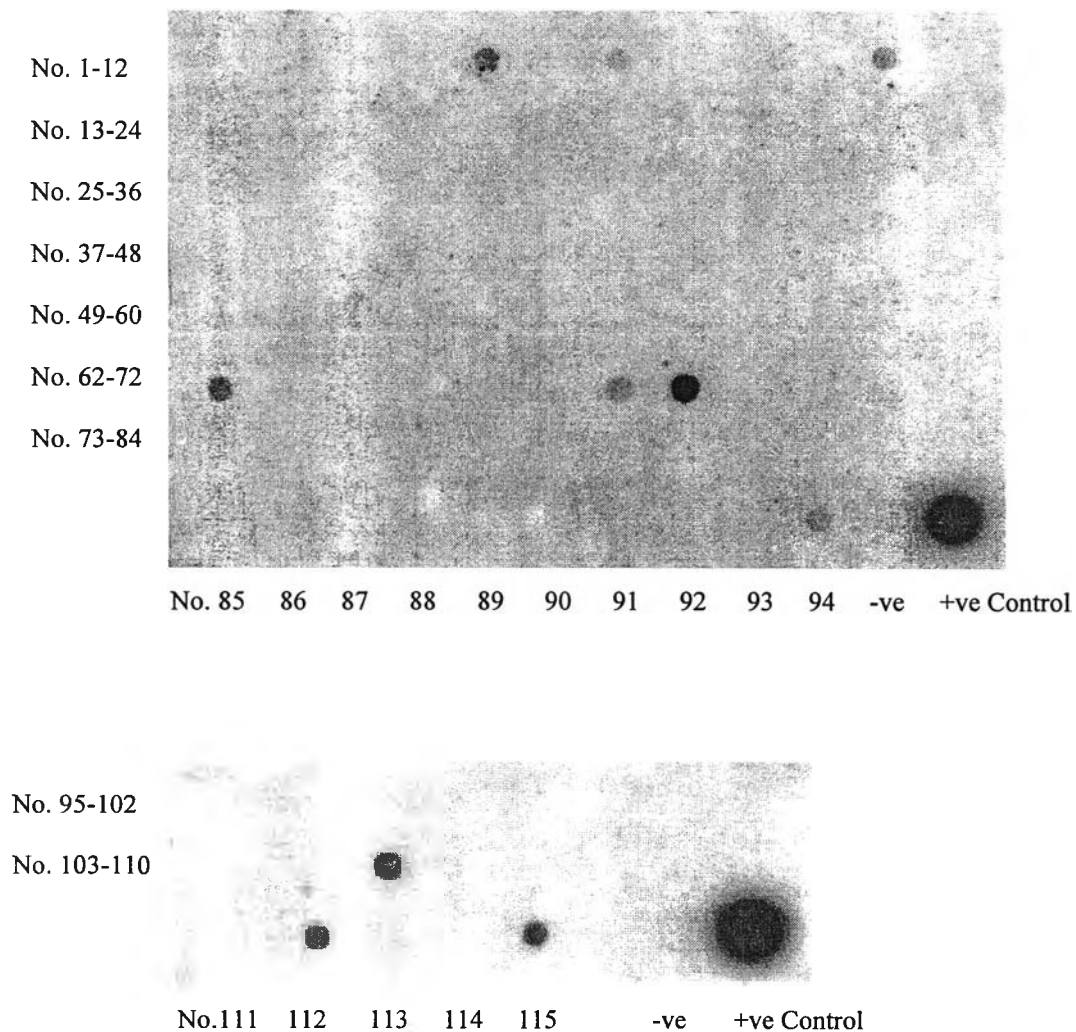 No. 1-12
No. 13-24
No. 25-36
No. 37-48
No. 49-60
No. 62-72
No. 73-84
No. 85 86 87 88 89 90 91 92 93 94 -ve +ve Control
No. 95-102
No. 103-110
No.111 112 113 114 115 -ve +ve Control